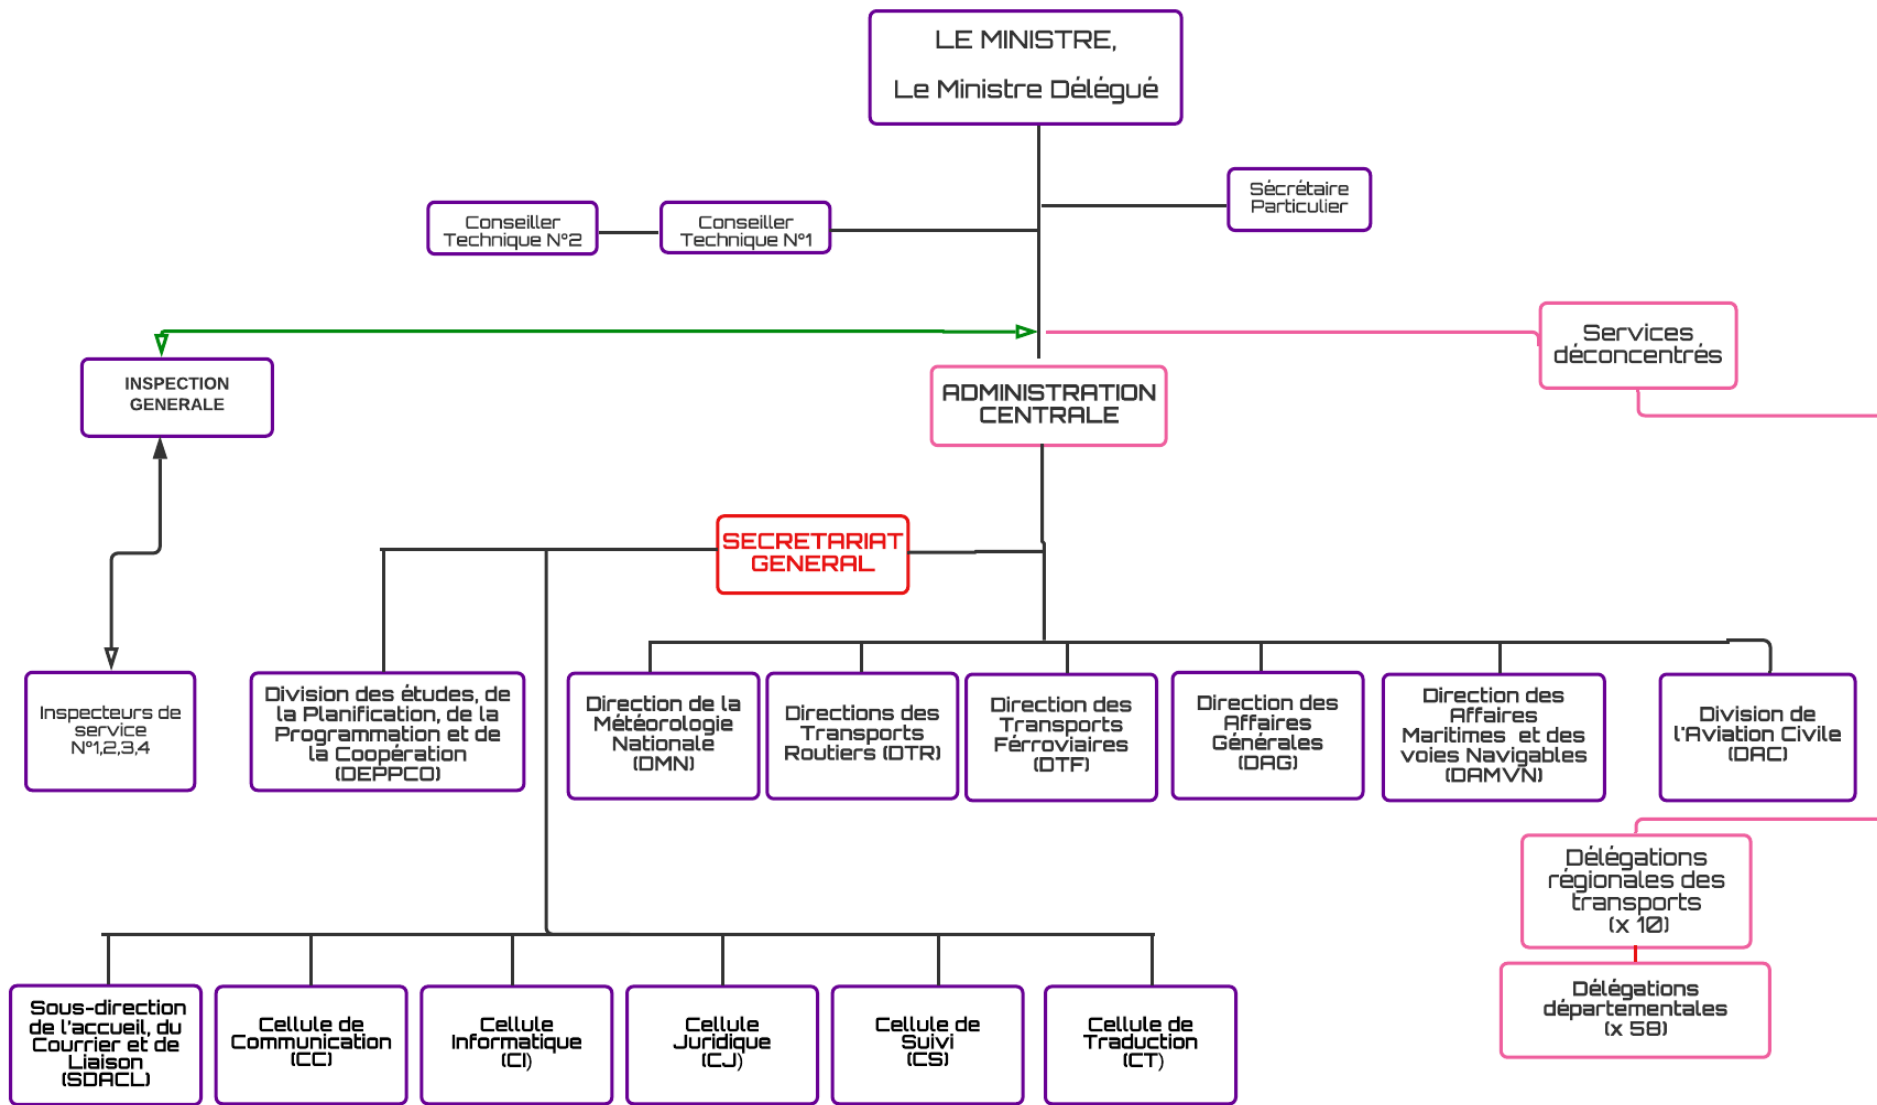 LE MINISTRE,
Le Ministre Délégué
Sécrétaire
Particulier
Conseiller
Technique N°2
Conseiller
Technique N°1
Services
déconcentrés
INSPECTION
GENERALE
ADMINISTRATION
CENTRALE
SECRETARIAT
GENERAL
Inspecteurs de
service
N°1,2,3,4
Division des études, de
la Planification, de la
Programmation et de
la Coopération
(DEPPCO)
Direction de la
Météorologie
Nationale
(DMN)
Directions des
Transports
Routiers (DTR)
Direction des
Transports
Férroviaires
(DTF)
Direction des
Affaires
Générales
(DAG)
Direction des
Affaires
Maritimes et des
voies Navigables
(DAMVN)
Division de
l'Aviation Civile
(DAC)
Délégations
régionales des
transports
(x 10)
Délégations
départementales
(x 58)
Sous-direction
de l'accueil, du
Courrier et de
Liaison
(SDACL)
Cellule de
Communication
(CC)
Cellule
Informatique
(CI)
Cellule
Juridique
(CJ)
Cellule de
Suivi
(CS)
Cellule de
Traduction
(CT)